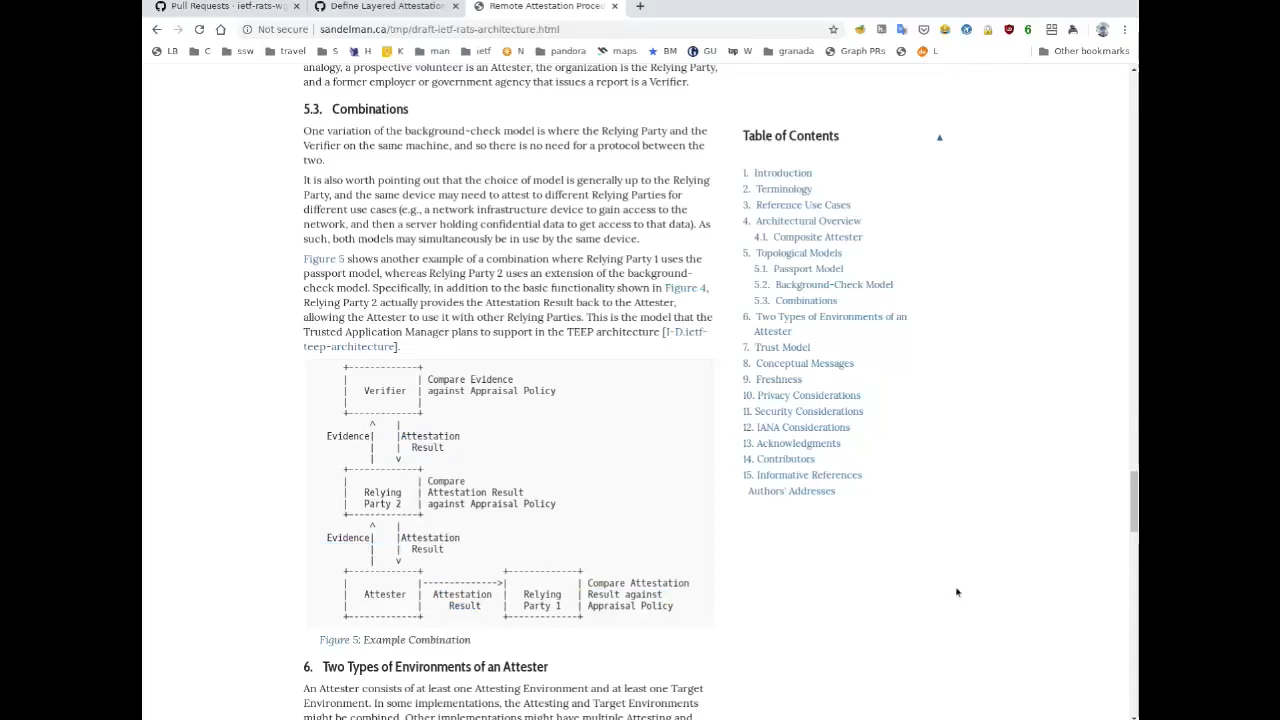 Pull Requests · ietf-rats-wg
Define Layered Attestation
Remote Attestation Proced
Not secure
sandelman.ca/tmp/draft-ietf-rats-architecture.html
LB
C
ssw
travel
S
H
K
man
ietf
N
pandora
maps
BM
GU
W
granada
Graph PRs
L
Other bookmarks
analogy, a prospective volunteer is an Attester, the organization is the Relying Party,
and a former employer or government agency that issues a report is a Verifier.
5.3. Combinations
One variation of the background-check model is where the Relying Party and the
Verifier on the same machine, and so there is no need for a protocol between the
two.
It is also worth pointing out that the choice of model is generally up to the Relying
Party, and the same device may need to attest to different Relying Parties for
different use cases (e.g., a network infrastructure device to gain access to the
network, and then a server holding confidential data to get access to that data). As
such, both models may simultaneously be in use by the same device.
Figure 5 shows another example of a combination where Relying Party 1 uses the
passport model, whereas Relying Party 2 uses an extension of the background-
check model. Specifically, in addition to the basic functionality shown in Figure 4,
Relying Party 2 actually provides the Attestation Result back to the Attester,
allowing the Attester to use it with other Relying Parties. This is the model that the
Trusted Application Manager plans to support in the TEEP architecture [I-D.ietf-
teep-architecture].
Compare Evidence
Verifier against Appraisal Policy
Evidence Attestation
Result
Compare
Relying Attestation Result
Party 2 against Appraisal Policy
Evidence Attestation
Result
Compare Attestation
Attester Attestation Relying Result against
Result Party 1 Appraisal Policy
Figure 5: Example Combination
6. Two Types of Environments of an Attester
An Attester consists of at least one Attesting Environment and at least one Target
Environment. In some implementations, the Attesting and Target Environments
might be combined. Other implementations might have multiple Attesting and
Table of Contents
1. Introduction
2. Terminology
3. Reference Use Cases
4. Architectural Overview
4.1. Composite Attester
5. Topological Models
5.1. Passport Model
5.2. Background-Check Model
5.3. Combinations
6. Two Types of Environments of an
Attester
7. Trust Model
8. Conceptual Messages
9. Freshness
10. Privacy Considerations
11. Security Considerations
12. IANA Considerations
13. Acknowledgments
14. Contributors
15. Informative References
Authors' Addresses